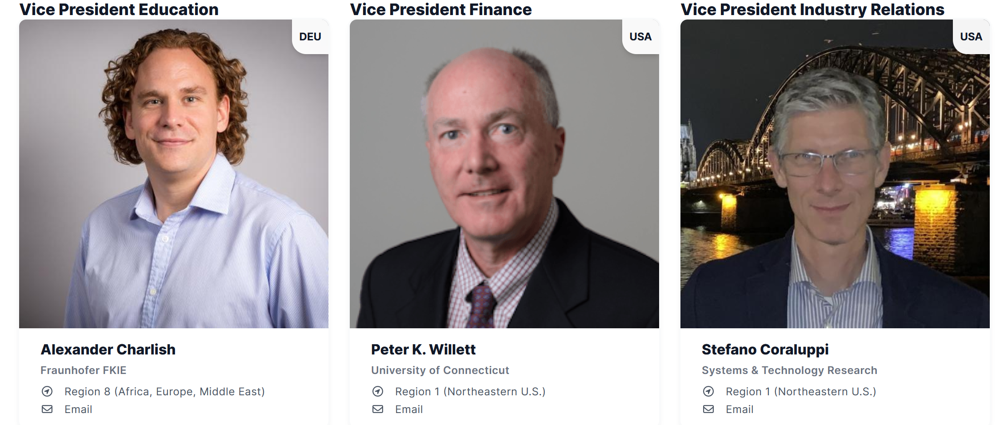 Vice President Education
DEU
Alexander Charlish
Fraunhofer FKIE
Region 8 (Africa, Europe, Middle East)
Email
Vice President Finance
USA
Peter K. Willett
University of Connecticut
Region 1 (Northeastern U.S.)
Email
Vice President Industry Relations
USA
Stefano Coraluppi
Systems & Technology Research
Region 1 (Northeastern U.S.)
Email